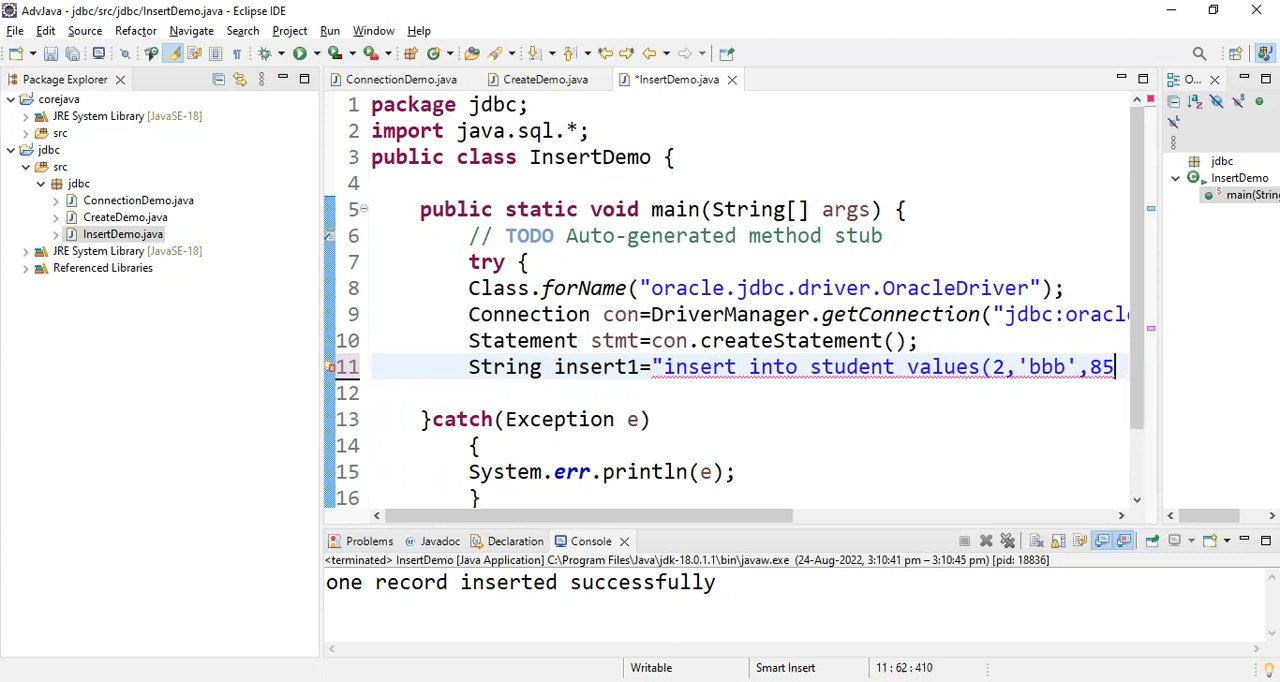 AdvJava - jdbc/src/jdbc/InsertDemo.java - Eclipse IDE
File Edit Source Refactor Navigate Search Project Run Window Help
Package Explorer
ConnectionDemo.java CreateDemo.java *InsertDemo.java
O...
corejava
JRE System Library [JavaSE-18]
src
jdbc
src
jdbc
ConnectionDemo.java
CreateDemo.java
InsertDemo.java
JRE System Library [JavaSE-18]
Referenced Libraries
1 package jdbc;
2 import java.sql.*;
3 public class InsertDemo {
4
5 public static void main(String[] args) {
6 // TODO Auto-generated method stub
7 try {
8 Class.forName("oracle.jdbc.driver.OracleDriver");
9 Connection con=DriverManager.getConnection("jdbc:oracl
10 Statement stmt=con.createStatement();
11 String insert1="insert into student values(2,'bbb',85
12
13 }catch(Exception e)
14 {
15 System.err.println(e);
16 }
jdbc
InsertDemo
main(String
Problems Javadoc Declaration Console
<terminated> InsertDemo [Java Application] C:\Program Files\Java\jdk-18.0.1.1\bin\javaw.exe (24-Aug-2022, 3:10:41 pm – 3:10:45 pm) [pid: 18836]
one record inserted successfully
Writable Smart Insert 11 : 62 : 410